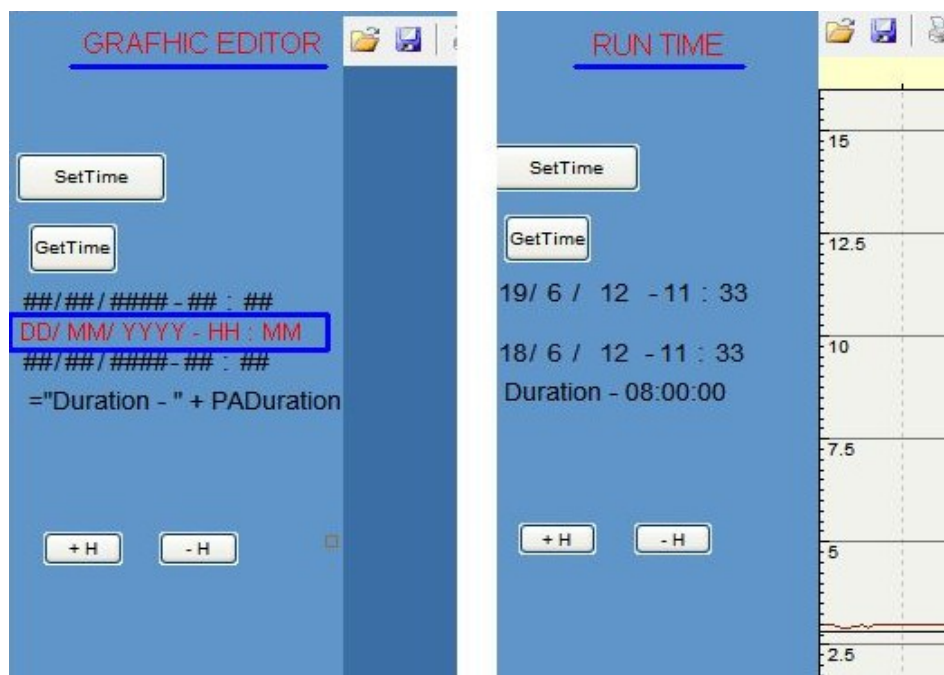 GRAFHIC EDITOR
SetTime
GetTime
##/##/####-## : ##
DD/ MM/ YYYY - HH : MM
##/##/####-## : ##
="Duration - " + PADuration
+ H
- H
RUN TIME
SetTime
GetTime
19/ 6 / 12 - 11 : 33
18/ 6 / 12 - 11 : 33
Duration - 08:00:00
+ H
- H
15
12.5
10
7.5
5
2.5